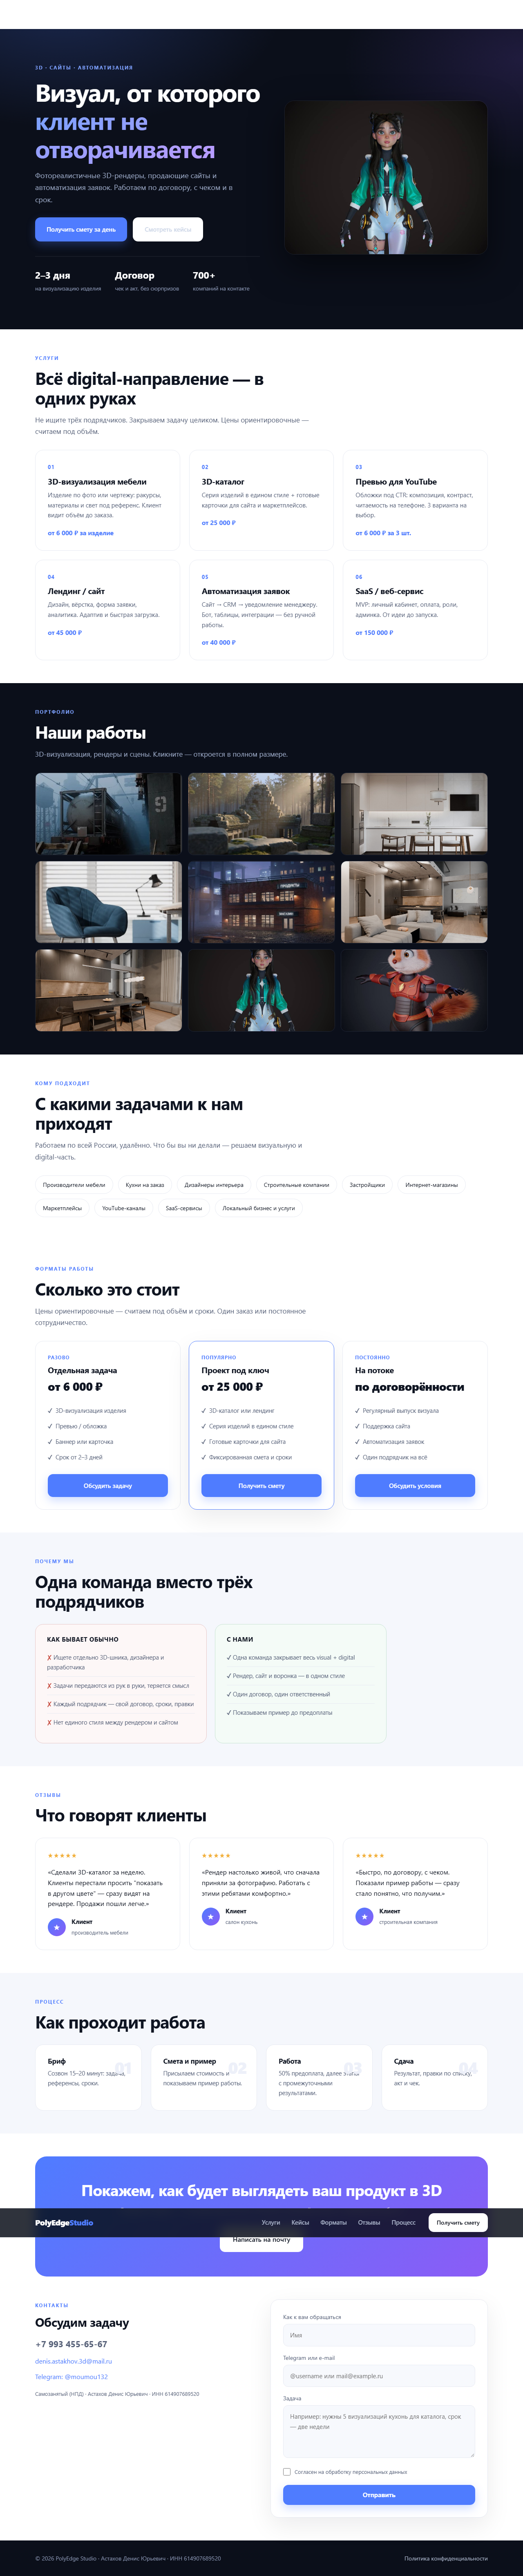 3D · САЙТЫ · АВТОМАТИЗАЦИЯ
Визуал, от которого
клиент не
отворачивается
Фотореалистичные 3D-рендеры, продающие сайты и
автоматизация заявок. Работаем по договору, с чеком и в
срок.
Получить смету за день
Смотреть кейсы
2–3 дня
на визуализацию изделия
Договор
чек и акт, без сюрпризов
700+
компаний на контакте
УСЛУГИ
Всё digital-направление — в
одних руках
Не ищите трёх подрядчиков. Закрываем задачу целиком. Цены ориентировочные —
считаем под объём.
01
3D-визуализация мебели
Изделие по фото или чертежу: ракурсы,
материалы и свет под референс. Клиент
видит объём до заказа.
от 6 000 ₽ за изделие
02
3D-каталог
Серия изделий в едином стиле + готовые
карточки для сайта и маркетплейсов.
от 25 000 ₽
03
Превью для YouTube
Обложки под CTR: композиция, контраст,
читаемость на телефоне. 3 варианта на
выбор.
от 6 000 ₽ за 3 шт.
04
Лендинг / сайт
Дизайн, вёрстка, форма заявки,
аналитика. Адаптив и быстрая загрузка.
от 45 000 ₽
05
Автоматизация заявок
Сайт → CRM → уведомление менеджеру.
Бот, таблицы, интеграции — без ручной
работы.
от 40 000 ₽
06
SaaS / веб-сервис
MVP: личный кабинет, оплата, роли,
админка. От идеи до запуска.
от 150 000 ₽
ПОРТФОЛИО
Наши работы
3D-визуализация, рендеры и сцены. Кликните — откроется в полном размере.
КОМУ ПОДХОДИТ
С какими задачами к нам
приходят
Работаем по всей России, удалённо. Что бы вы ни делали — решаем визуальную и
digital-часть.
Производители мебели
Кухни на заказ
Дизайнеры интерьера
Строительные компании
Застройщики
Интернет-магазины
Маркетплейсы
YouTube-каналы
SaaS-сервисы
Локальный бизнес и услуги
ФОРМАТЫ РАБОТЫ
Сколько это стоит
Цены ориентировочные — считаем под объём и сроки. Один заказ или постоянное
сотрудничество.
РАЗОВО
Отдельная задача
от 6 000 ₽
✓ 3D-визуализация изделия
✓ Превью / обложка
✓ Баннер или карточка
✓ Срок от 2–3 дней
Обсудить задачу
ПОПУЛЯРНО
Проект под ключ
от 25 000 ₽
✓ 3D-каталог или лендинг
✓ Серия изделий в едином стиле
✓ Готовые карточки для сайта
✓ Фиксированная смета и сроки
Получить смету
ПОСТОЯННО
На потоке
по договорённости
✓ Регулярный выпуск визуала
✓ Поддержка сайта
✓ Автоматизация заявок
✓ Один подрядчик на всё
Обсудить условия
ПОЧЕМУ МЫ
Одна команда вместо трёх
подрядчиков
КАК БЫВАЕТ ОБЫЧНО
✗ Ищете отдельно 3D-шника, дизайнера и
разработчика
✗ Задачи передаются из рук в руки, теряется смысл
✗ Каждый подрядчик — свой договор, сроки, правки
✗ Нет единого стиля между рендером и сайтом
С НАМИ
✓ Одна команда закрывает весь visual + digital
✓ Рендер, сайт и воронка — в одном стиле
✓ Один договор, один ответственный
✓ Показываем пример до предоплаты
ОТЗЫВЫ
Что говорят клиенты
★★★★★
«Сделали 3D-каталог за неделю.
Клиенты перестали просить "показать
в другом цвете" — сразу видят на
рендере. Продажи пошли легче.»
★
Клиент
производитель мебели
★★★★★
«Рендер настолько живой, что сначала
приняли за фотографию. Работать с
этими ребятами комфортно.»
★
Клиент
салон кухонь
★★★★★
«Быстро, по договору, с чеком.
Показали пример работы — сразу
стало понятно, что получим.»
★
Клиент
строительная компания
ПРОЦЕСС
Как проходит работа
01
Бриф
Созвон 15–20 минут: задача,
референсы, сроки.
02
Смета и пример
Присылаем стоимость и
показываем пример работы.
03
Работа
50% предоплата, далее этапы
с промежуточными
результатами.
04
Сдача
Результат, правки по списку,
акт и чек.
Покажем, как будет выглядеть ваш продукт в 3D
PolyEdgeStudio
Услуги
Кейсы
Форматы
Отзывы
Процесс
Получить смету
Написать на почту
КОНТАКТЫ
Обсудим задачу
+7 993 455-65-67
denis.astakhov.3d@mail.ru
Telegram: @moumou132
Самозанятый (НПД) · Астахов Денис Юрьевич · ИНН 614907689520
Как к вам обращаться
Имя
Telegram или e-mail
@username или mail@example.ru
Задача
Например: нужны 5 визуализаций кухонь для каталога, срок
— две недели
Согласен на обработку персональных данных
Отправить
© 2026 PolyEdge Studio · Астахов Денис Юрьевич · ИНН 614907689520
Политика конфиденциальности